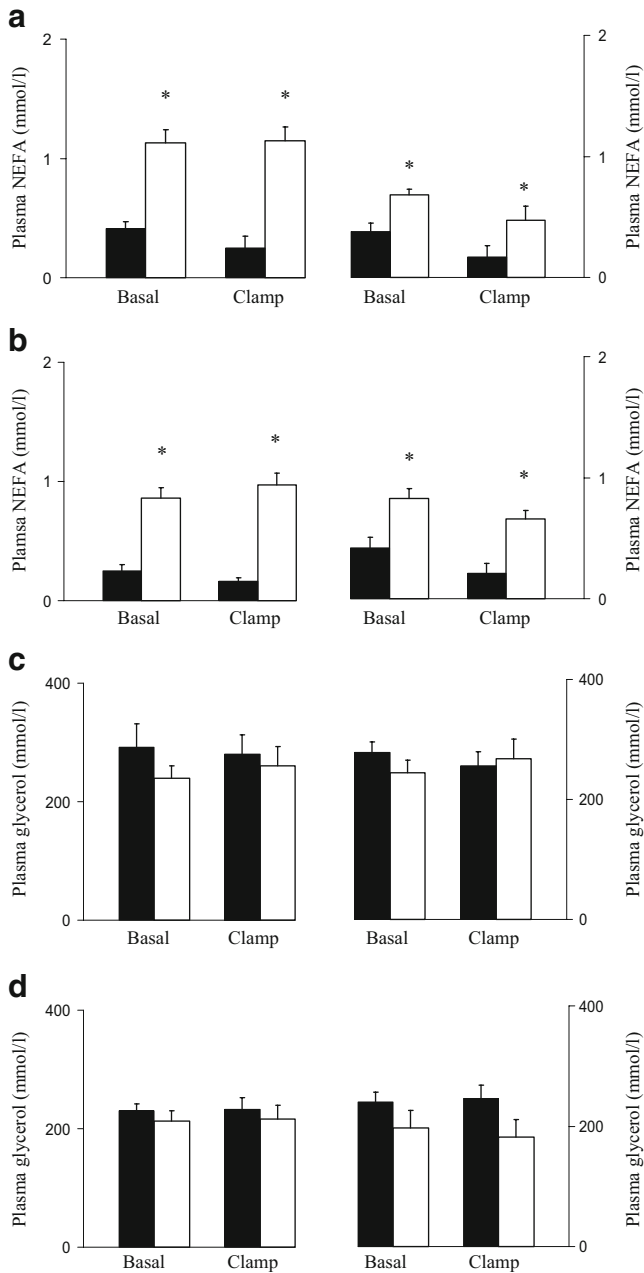 a
Plasma NEFA (mmol/l)
2
1
0
* * * *
Basal Clamp Basal Clamp
2
1
0
Plasma NEFA (mmol/l)
b
Plamsa NEFA (mmol/l)
2
1
0
* * * *
Basal Clamp Basal Clamp
2
1
0
Plasma NEFA (mmol/l)
c
Plasma glycerol (mmol/l)
400
200
0
Basal Clamp Basal Clamp
400
200
0
Plasma glycerol (mmol/l)
d
Plasma glycerol (mmol/l)
400
200
0
Basal Clamp Basal Clamp
400
200
0
Plasma glycerol (mmol/l)